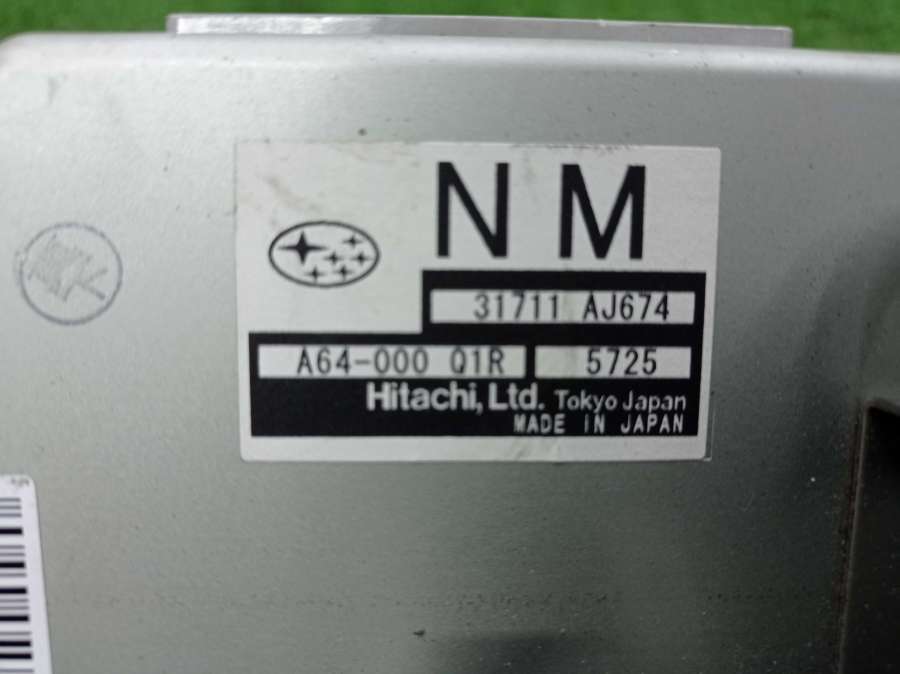 NM
31711 AJ674
A64-000 Q1R 5725
Hitachi, Ltd. Tokyo Japan
MADE IN JAPAN